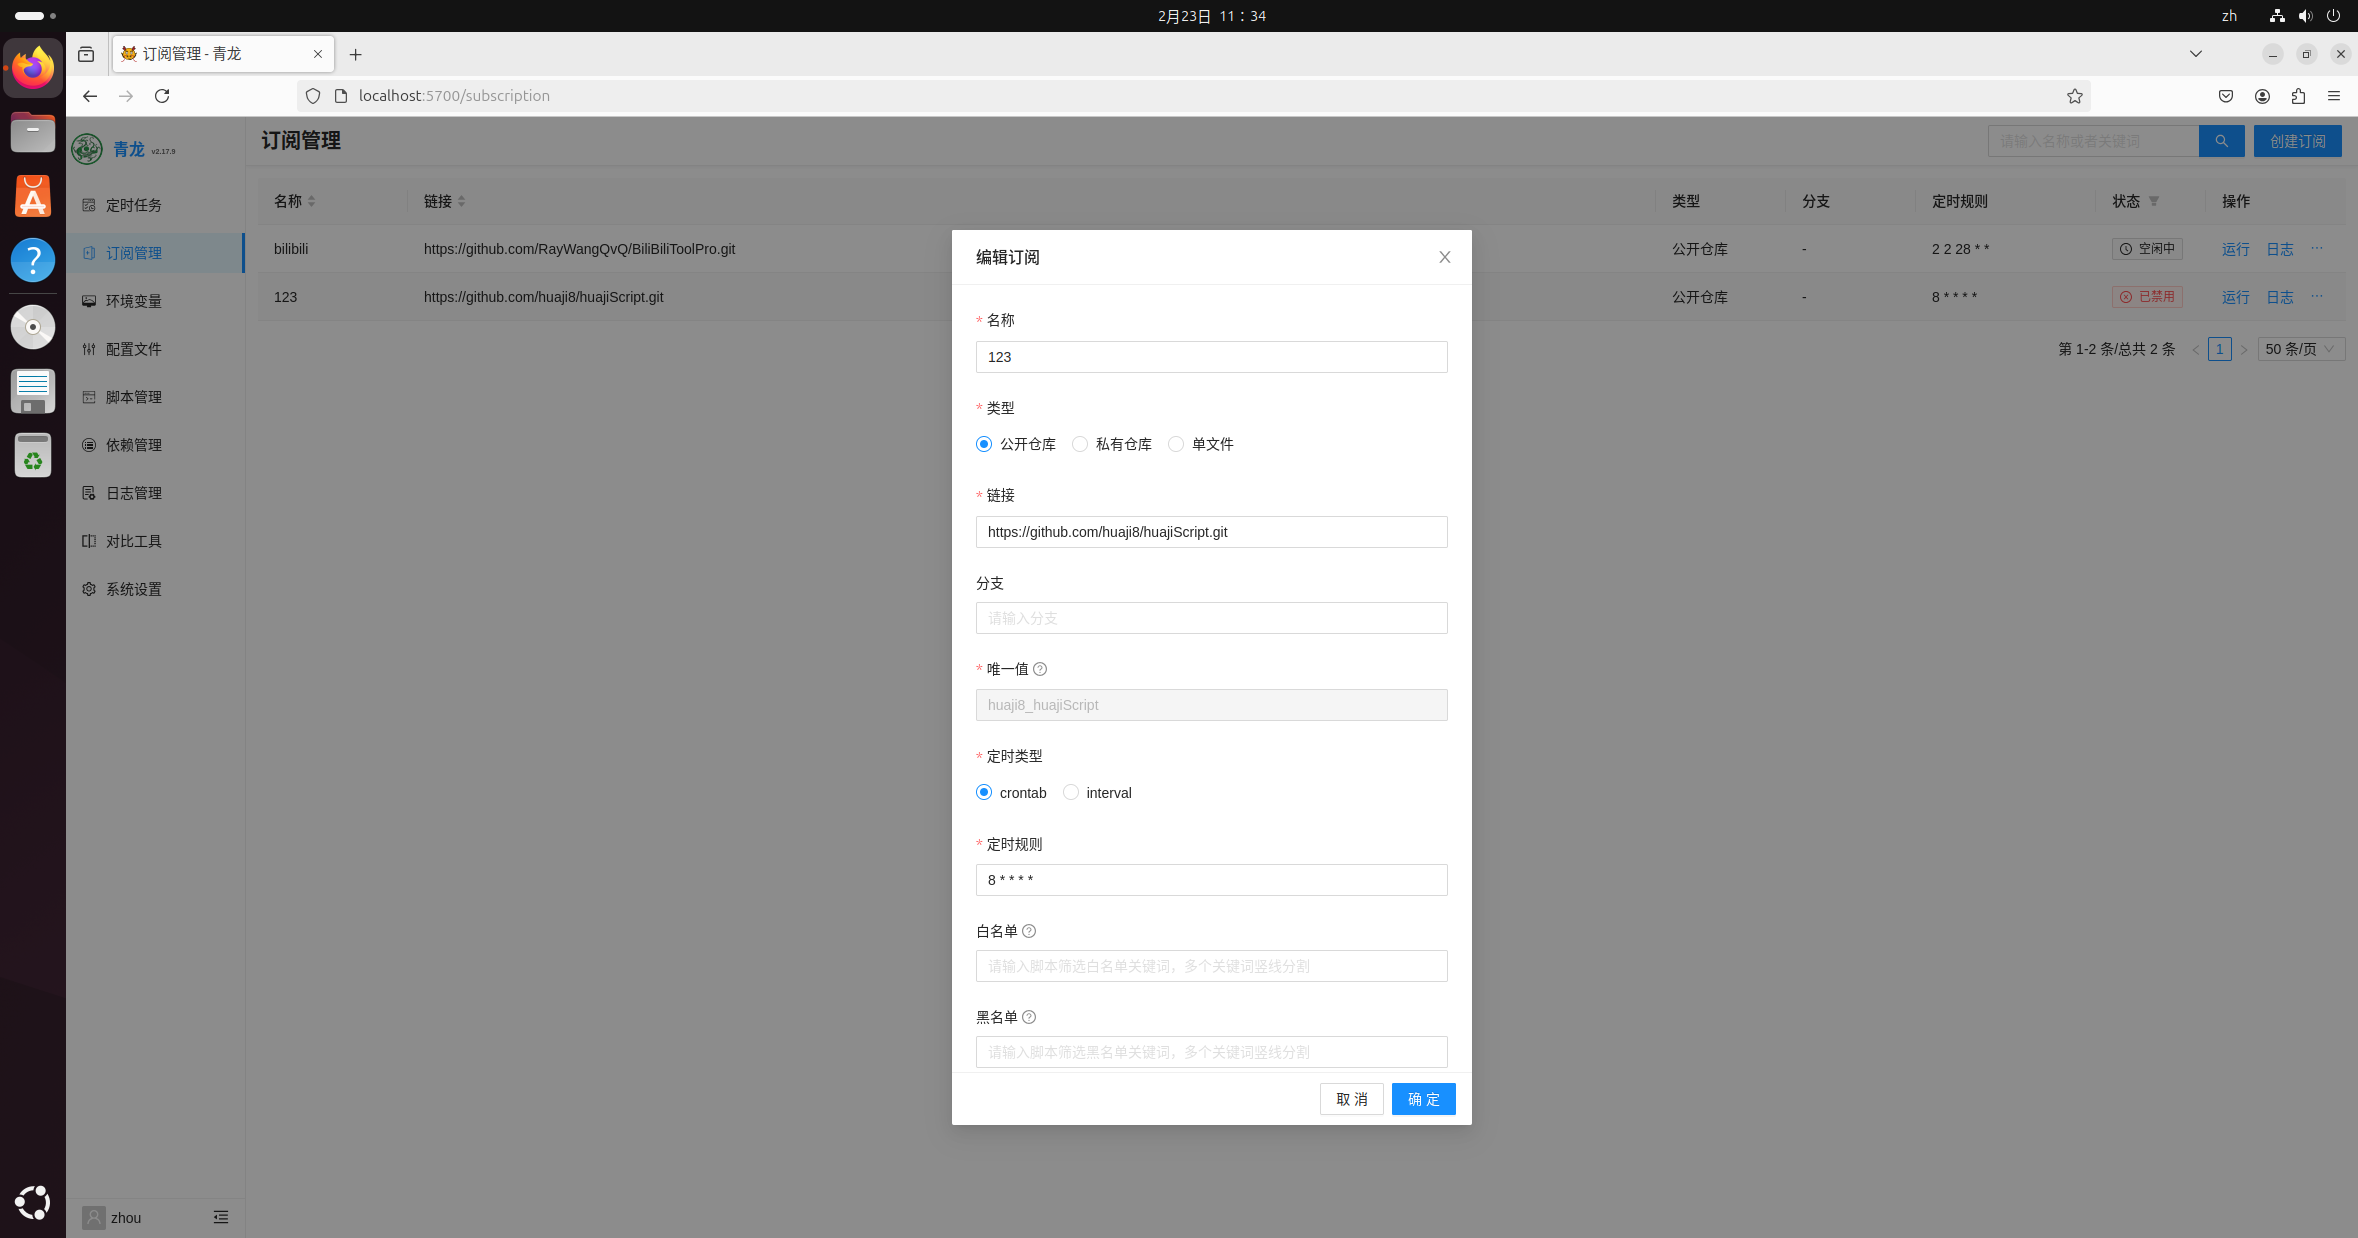 2月23日 11：34
zh
订阅管理 - 青龙
localhost:5700/subscription
青龙 v2.17.9
订阅管理
请输入名称或者关键词
创建订阅
定时任务
订阅管理
环境变量
配置文件
脚本管理
依赖管理
日志管理
对比工具
系统设置
zhou
名称 链接 类型 分支 定时规则 状态 操作
bilibili https://github.com/RayWangQvQ/BiliBiliToolPro.git 公开仓库 - 2 2 28 * * 空闲中 运行 日志 ···
123 https://github.com/huaji8/huajiScript.git 公开仓库 - 8 * * * * 已禁用 运行 日志 ···
第 1-2 条/总共 2 条 < 1 > 50 条/页
编辑订阅
* 名称
123
* 类型
公开仓库 私有仓库 单文件
* 链接
https://github.com/huaji8/huajiScript.git
分支
请输入分支
* 唯一值
huaji8_huajiScript
* 定时类型
crontab interval
* 定时规则
8 * * * *
白名单
请输入脚本筛选白名单关键词，多个关键词竖线分割
黑名单
请输入脚本筛选黑名单关键词，多个关键词竖线分割
取 消 确 定